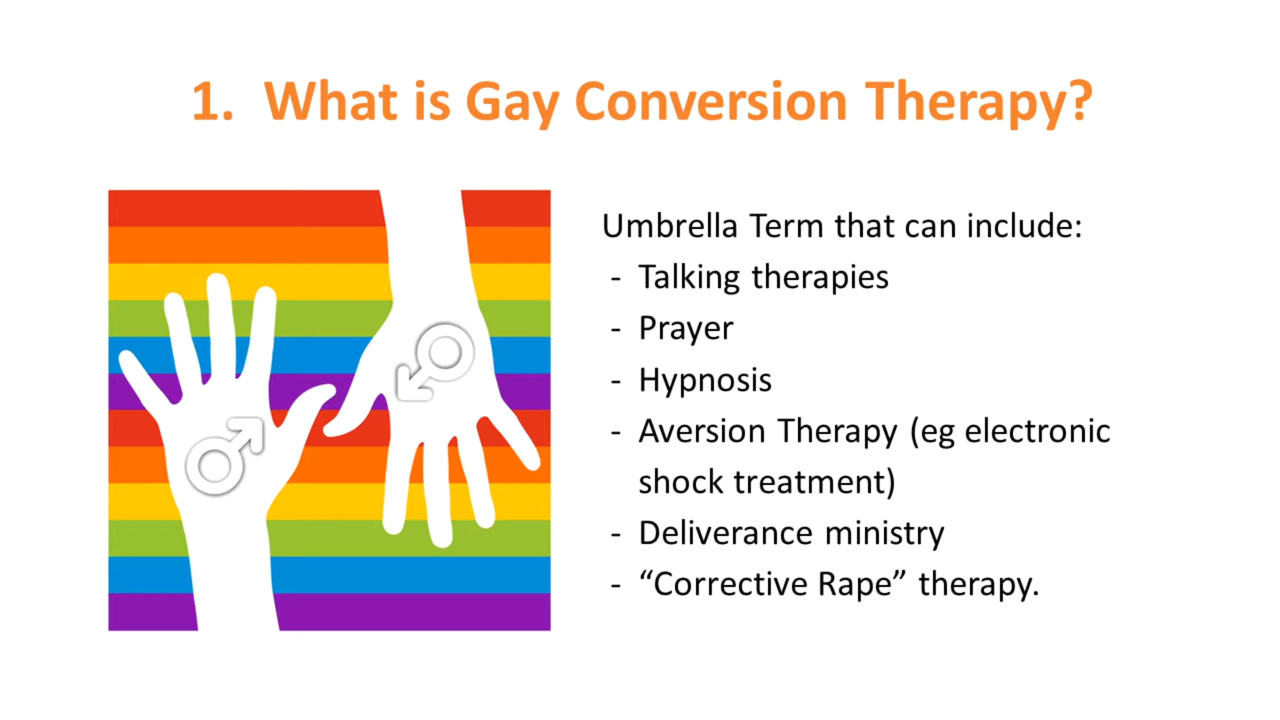 1. What is Gay Conversion Therapy?
Umbrella Term that can include:
- Talking therapies
- Prayer
- Hypnosis
- Aversion Therapy (eg electronic
shock treatment)
- Deliverance ministry
- “Corrective Rape” therapy.